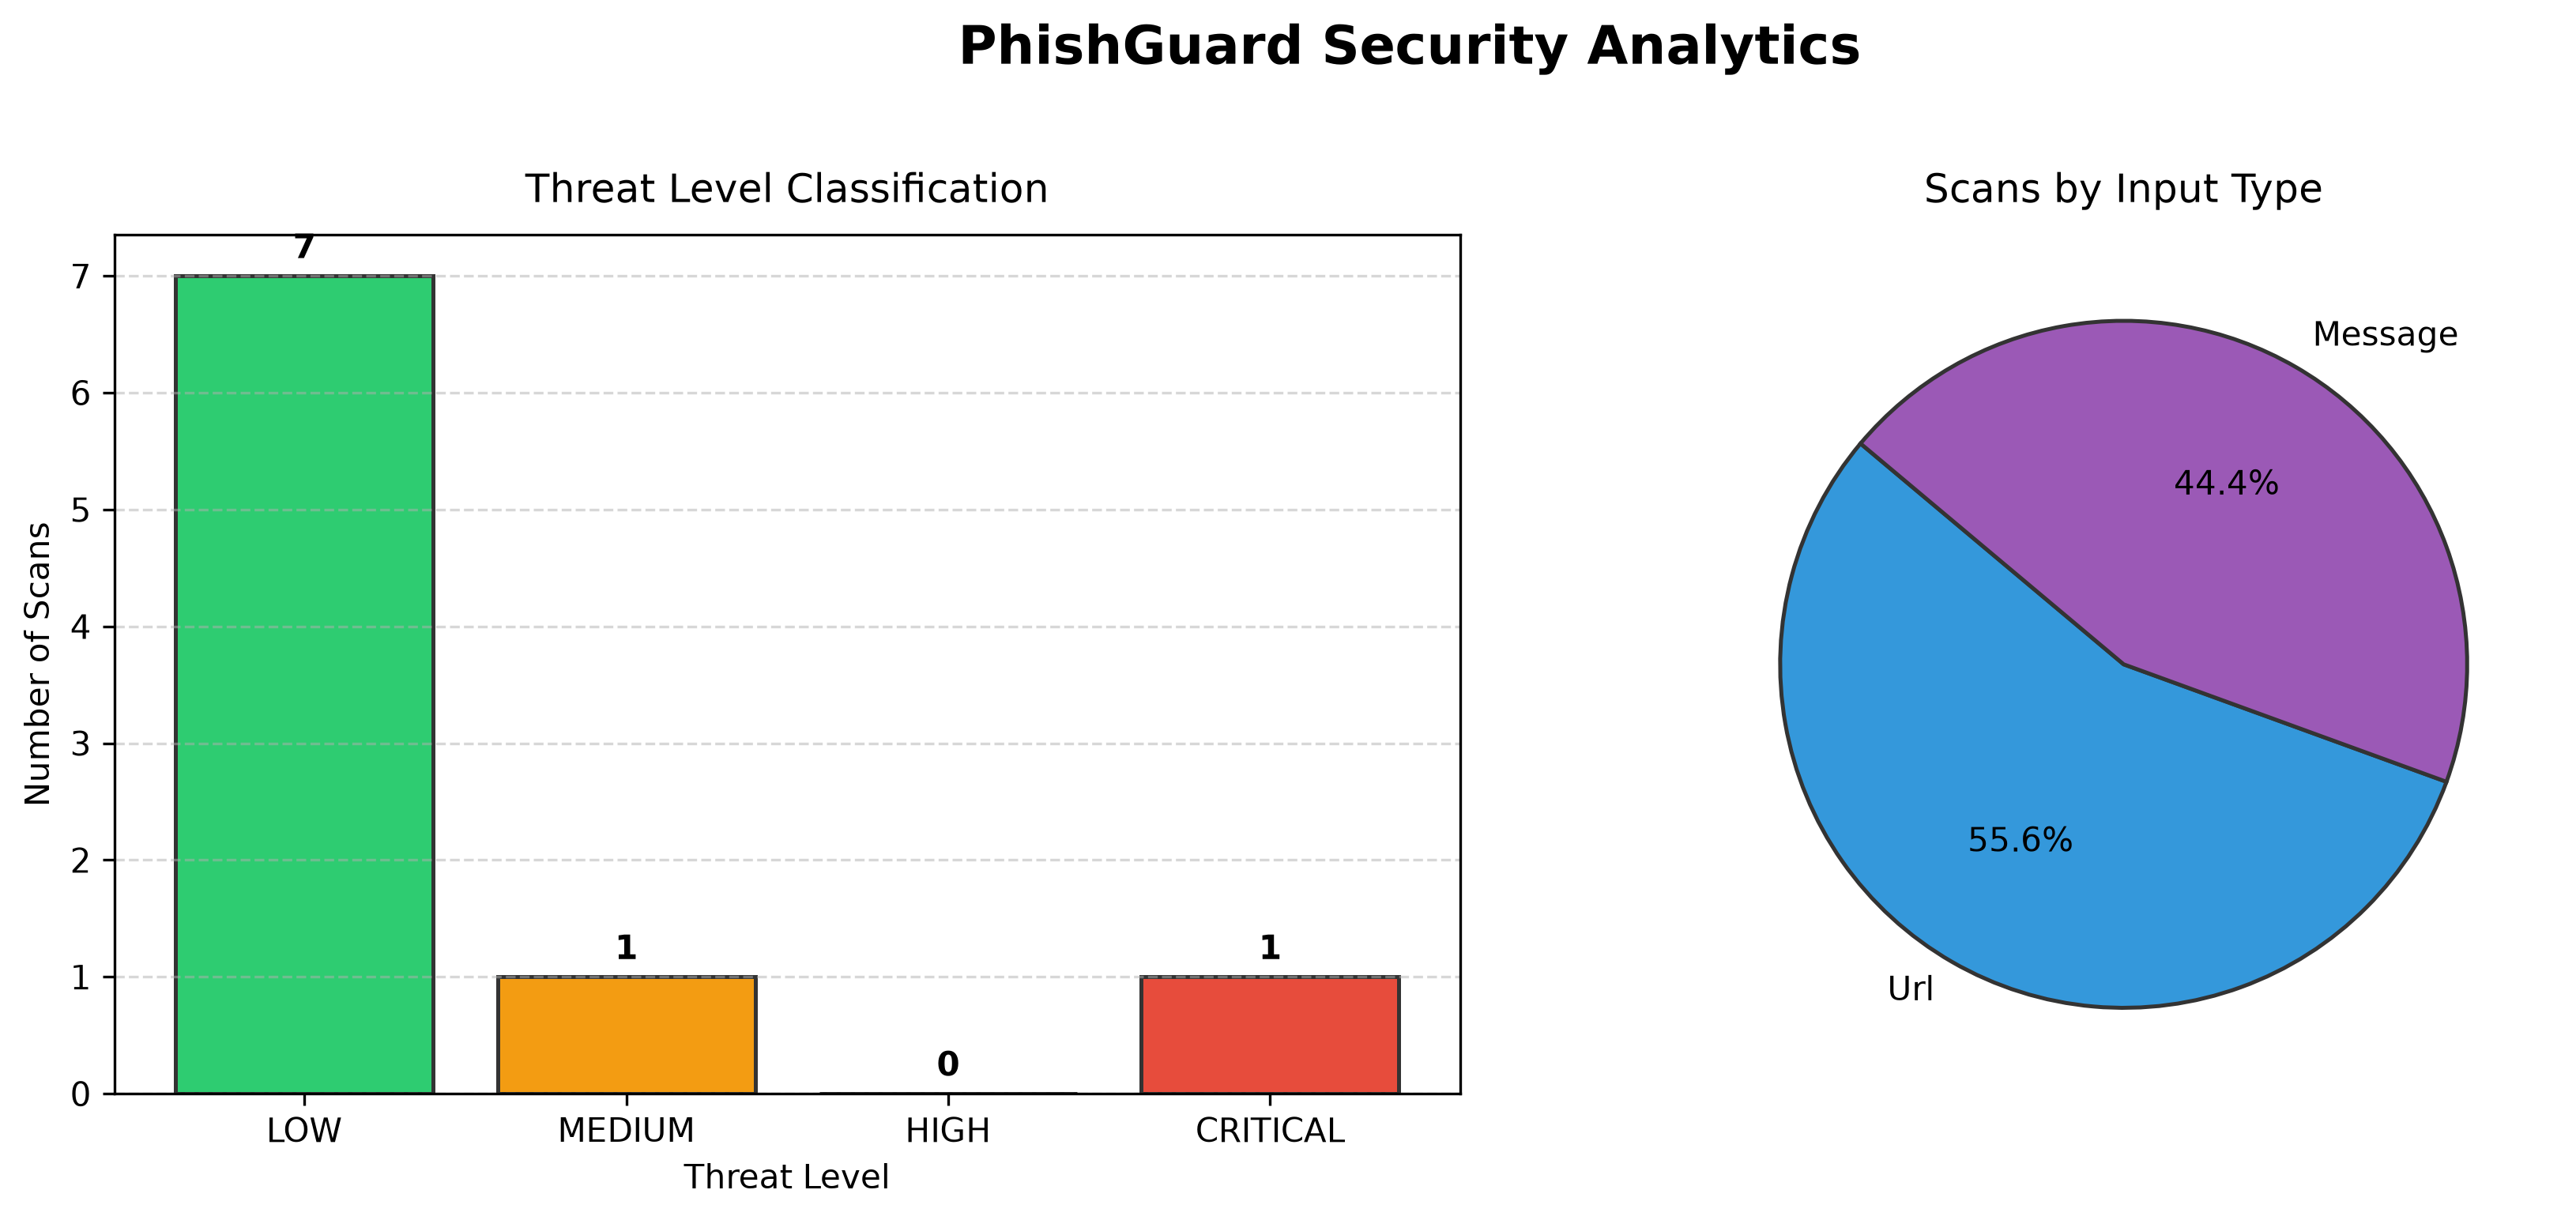 PhishGuard Security Analytics
Threat Level Classification
7
7
6
5
4
3
2
1
0
Number of Scans
1
0
1
LOW
MEDIUM
HIGH
CRITICAL
Threat Level
Scans by Input Type
Message
44.4%
55.6%
Url